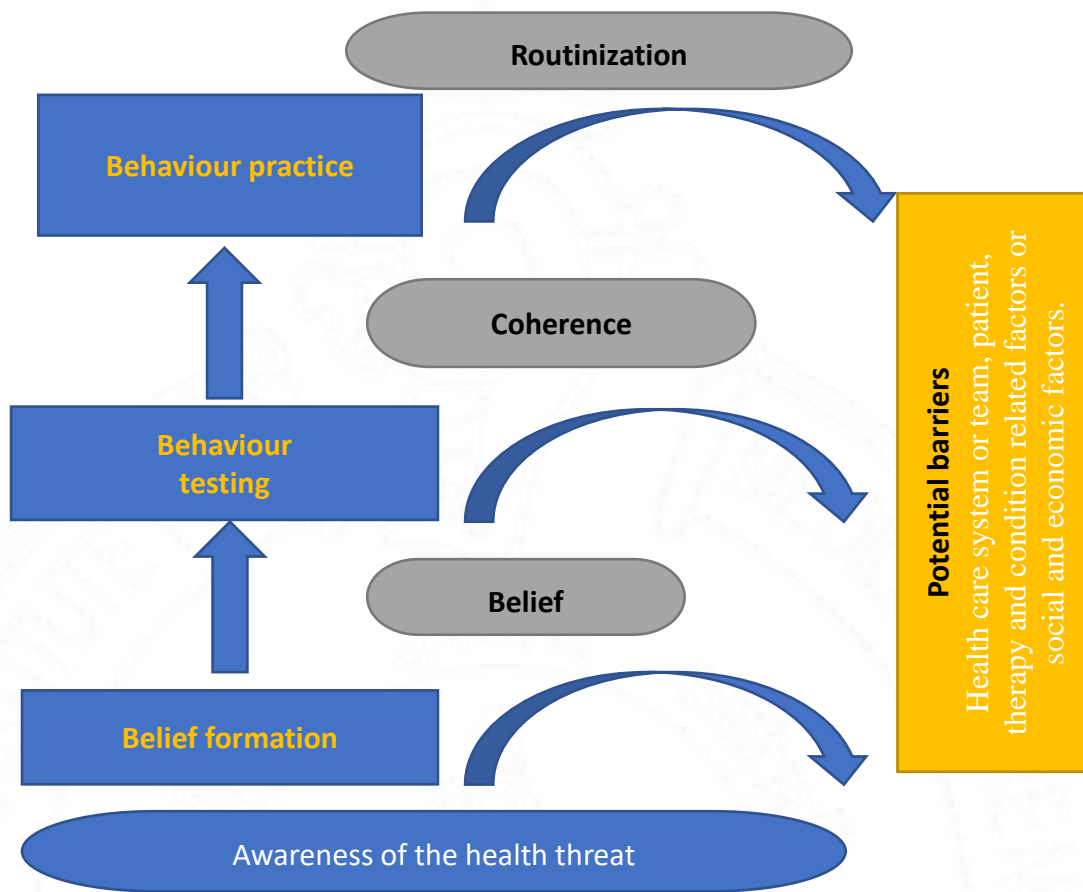 Routinization
Behaviour practice
Coherence
Behaviour
testing
Belief
Belief formation
Awareness of the health threat
Potential barriers
Health care system or team, patient,
therapy and condition related factors or
social and economic factors.